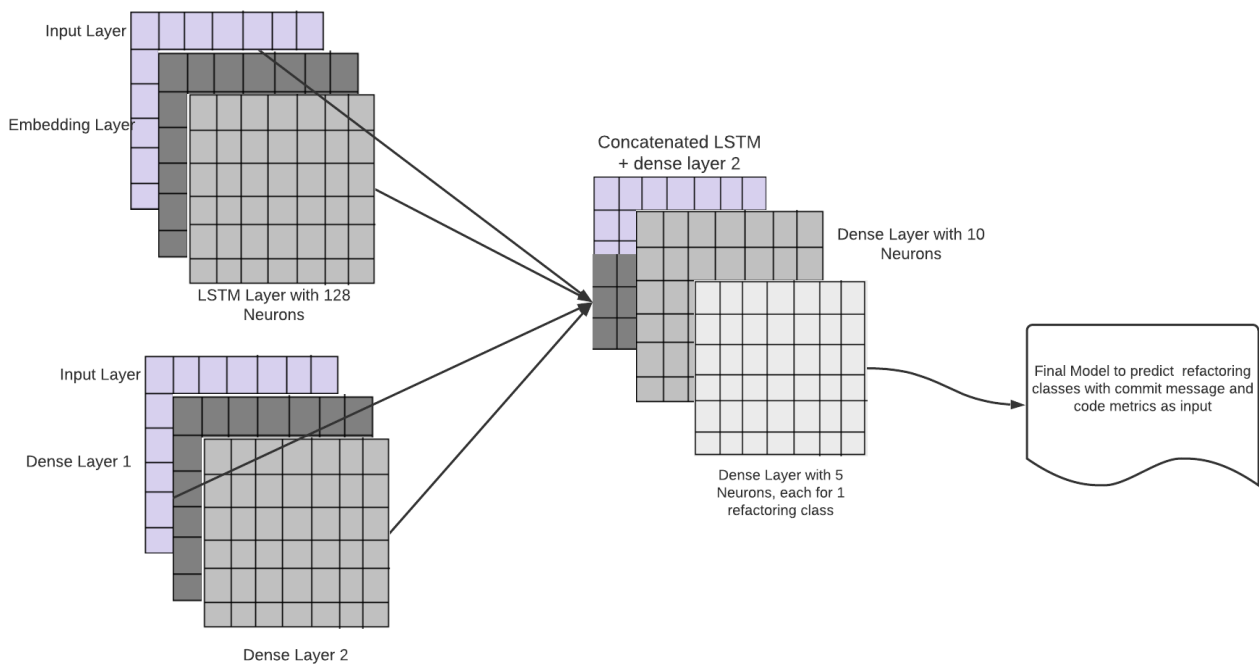 Input Layer
Embedding Layer
LSTM Layer with 128
Neurons
Input Layer
Dense Layer 1
Dense Layer 2
Concatenated LSTM
+ dense layer 2
Dense Layer with 10
Neurons
Dense Layer with 5
Neurons, each for 1
refactoring class
Final Model to predict refactoring
classes with commit message and
code metrics as input